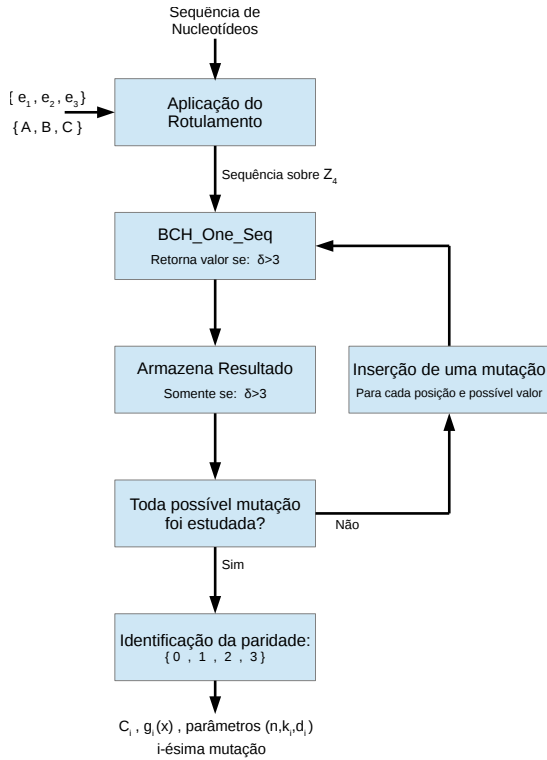 Sequência de
Nucleotídeos
{ e₁ , e₂ , e₃ }
{ A , B , C }
Aplicação do
Rotulamento
Sequência sobre Z₄
BCH_One_Seq
Retorna valor se: δ>3
Armazena Resultado
Somente se: δ>3
Inserção de uma mutação
Para cada posição e possível valor
Toda possível mutação
foi estudada?
Não
Sim
Identificação da paridade:
{ 0 , 1 , 2 , 3 }
Cᵢ , gᵢ(x) , parâmetros (n,kᵢ,dᵢ)
i-ésima mutação